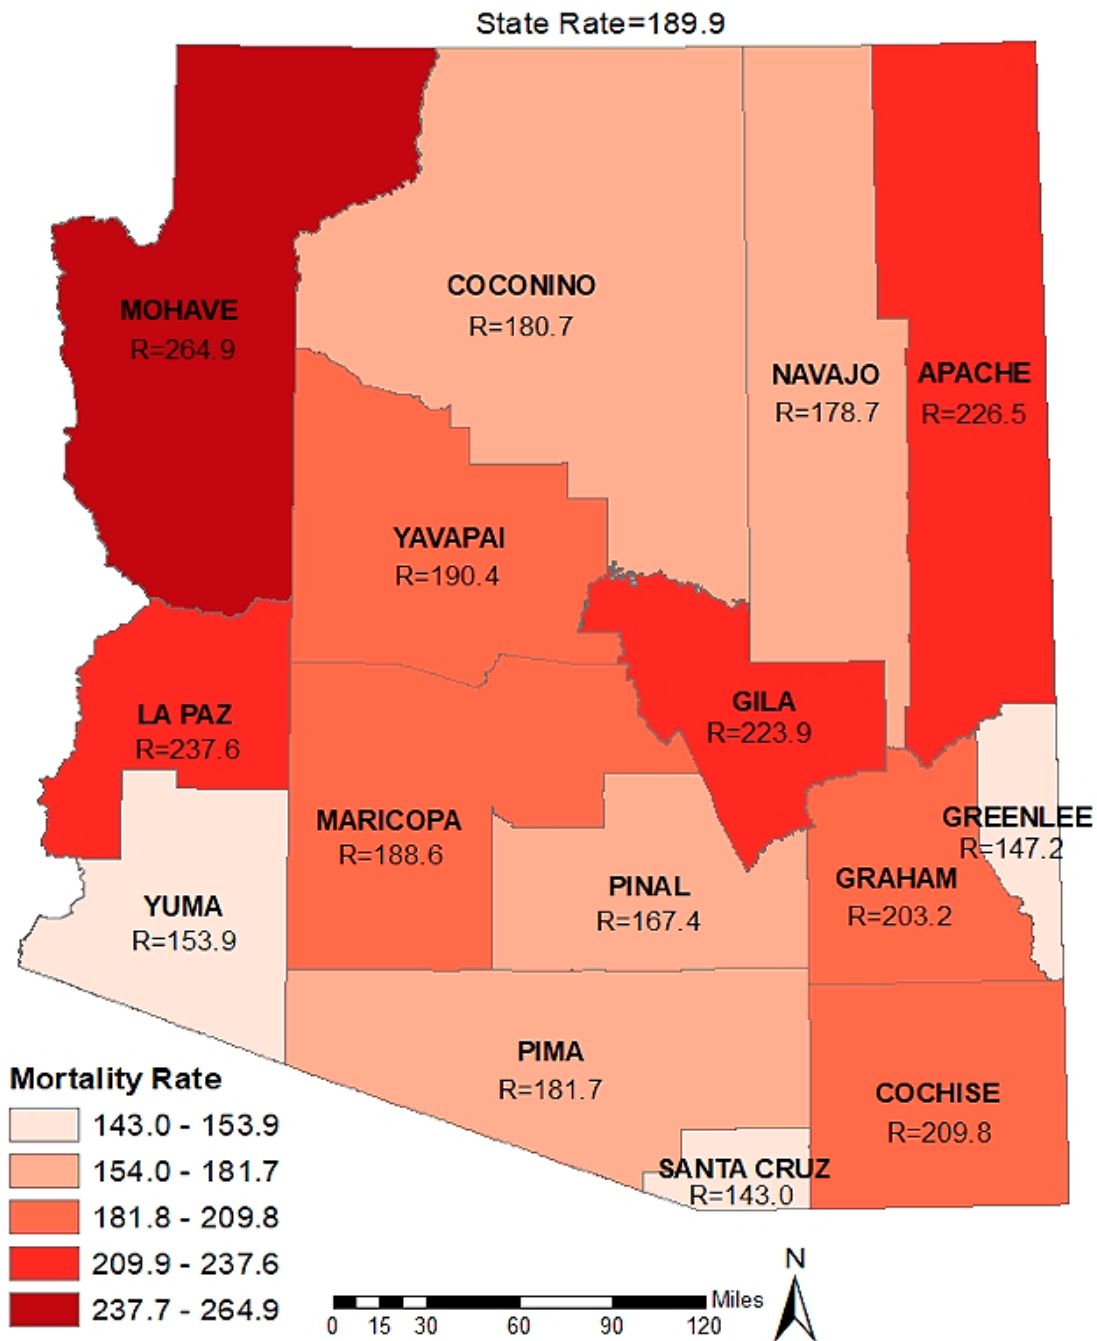 State Rate=189.9
MOHAVE
R=264.9
COCONINO
R=180.7
NAVAJO
R=178.7
APACHE
R=226.5
YAVAPAI
R=190.4
LA PAZ
R=237.6
GILA
R=223.9
MARICOPA
R=188.6
PINAL
R=167.4
GREENLEE
R=147.2
GRAHAM
R=203.2
YUMA
R=153.9
PIMA
R=181.7
COCHISE
R=209.8
SANTA CRUZ
R=143.0
Mortality Rate
143.0 - 153.9
154.0 - 181.7
181.8 - 209.8
209.9 - 237.6
237.7 - 264.9
N
Miles
0 15 30 60 90 120